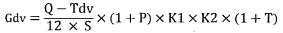 Gdv = (Q − Tdv) / (12 × S) × (1 + P) × K1 × K2 × (1 + T)